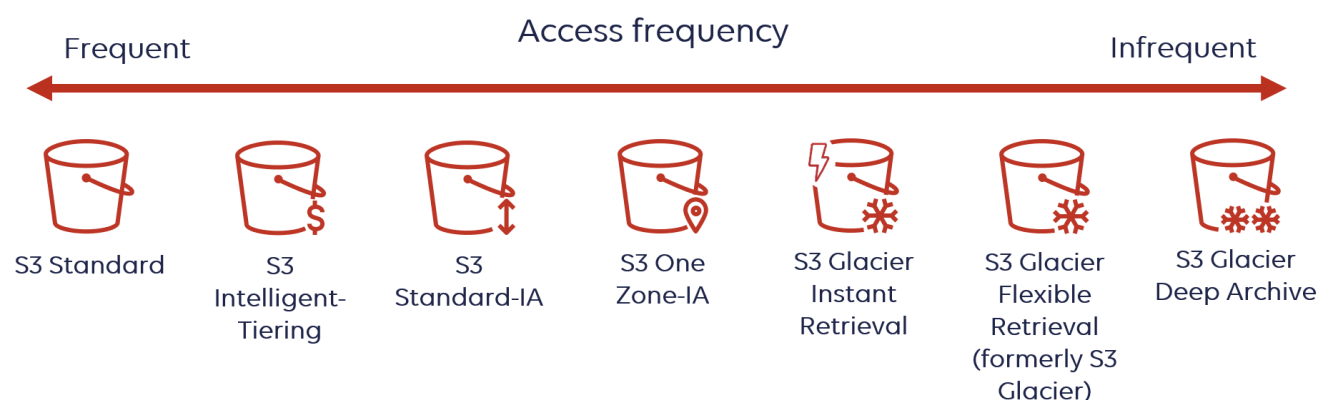 Access frequency
Frequent
Infrequent
S3 Standard
S3
Intelligent-
Tiering
S3
Standard-IA
S3 One
Zone-IA
S3 Glacier
Instant
Retrieval
S3 Glacier
Flexible
Retrieval
(formerly S3
Glacier)
S3 Glacier
Deep Archive
$